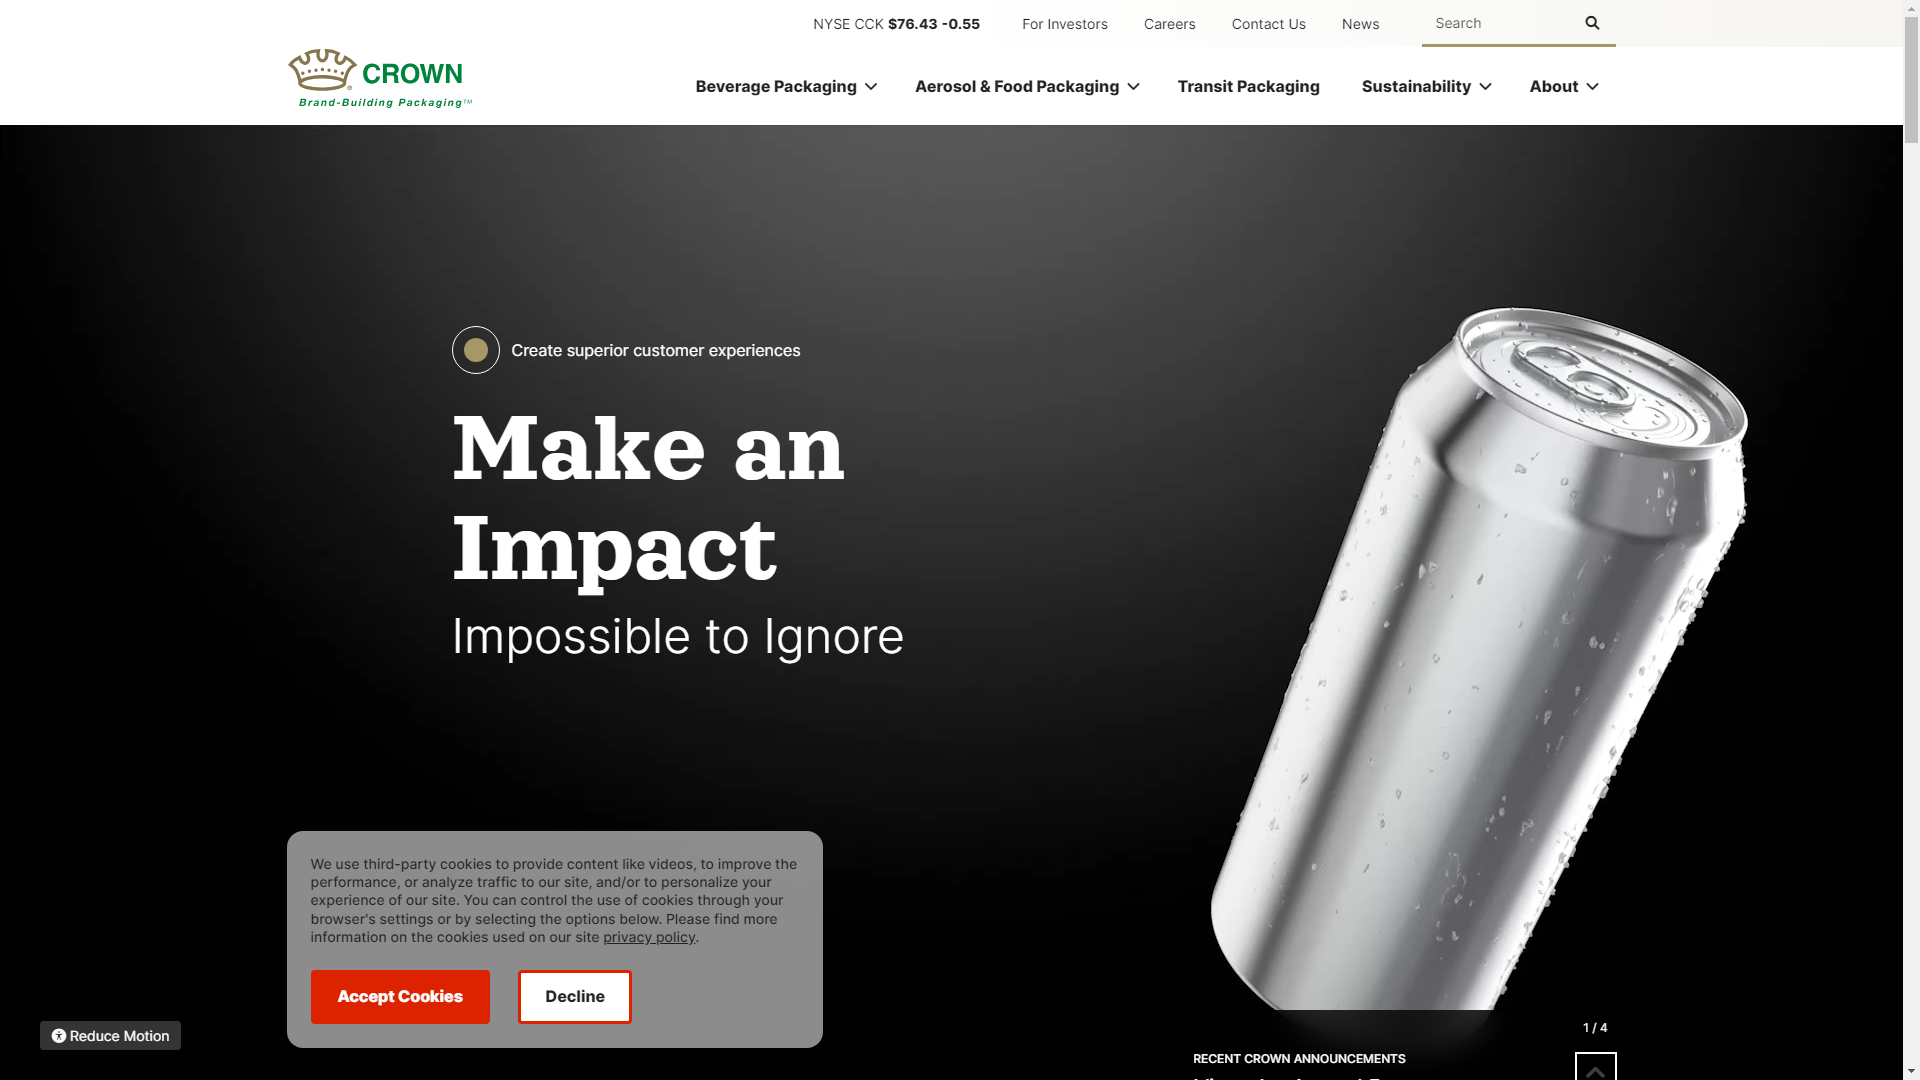 NYSE CCK $76.43 -0.55
For Investors
Careers
Contact Us
News
Search
CROWN
Brand-Building Packaging™
Beverage Packaging
Aerosol & Food Packaging
Transit Packaging
Sustainability
About
Create superior customer experiences
Make an
Impact
Impossible to Ignore
We use third-party cookies to provide content like videos, to improve the
performance, or analyze traffic to our site, and/or to personalize your
experience of our site. You can control the use of cookies through your
browser's settings or by selecting the options below. Please find more
information on the cookies used on our site privacy policy.
Accept Cookies
Decline
Reduce Motion
1 / 4
RECENT CROWN ANNOUNCEMENTS